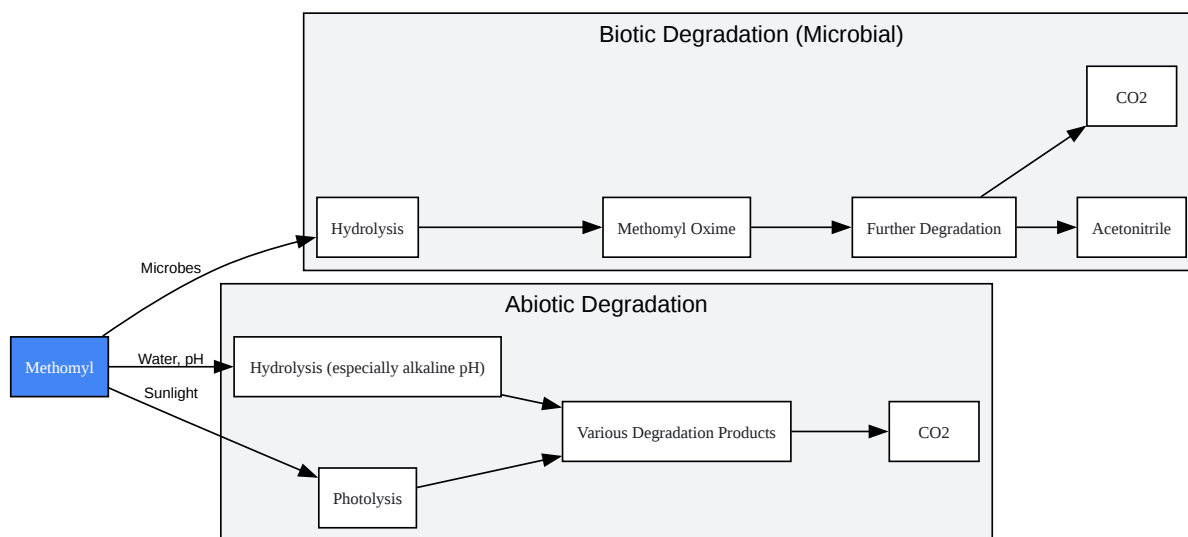 Biotic Degradation (Microbial)
CO2
Hydrolysis
Methomyl Oxime
Further Degradation
Acetonitrile
Microbes
Abiotic Degradation
Methomyl
Water, pH
Hydrolysis (especially alkaline pH)
Sunlight
Various Degradation Products
CO2
Photolysis